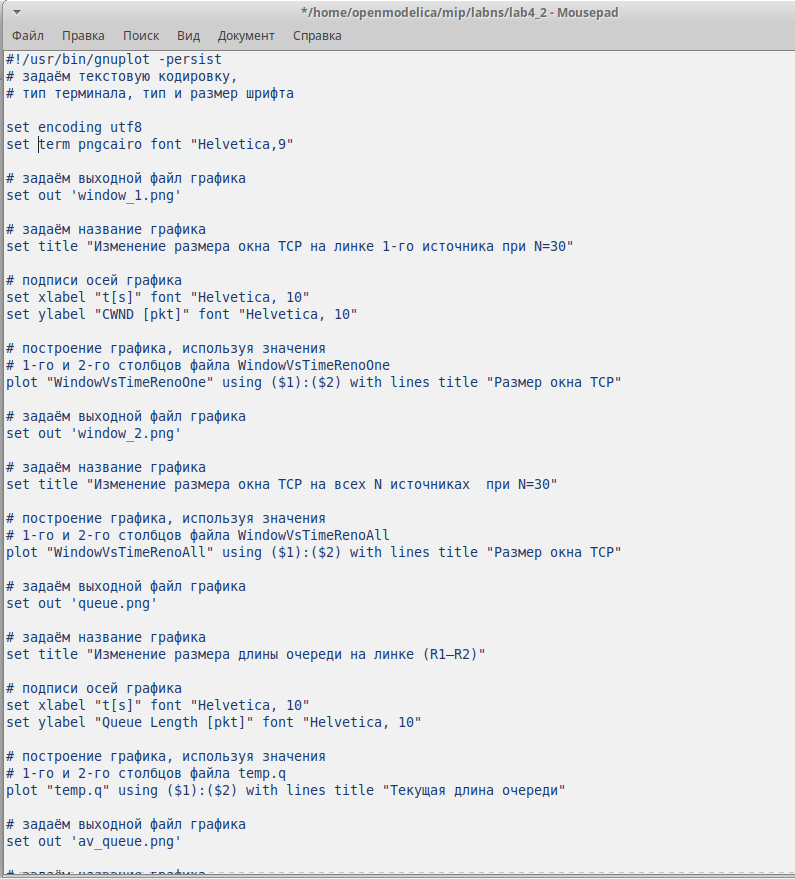 */home/openmodelica/mip/labns/lab4_2 - Mousepad
Файл Правка Поиск Вид Документ Справка
#!/usr/bin/gnuplot -persist
# задаём текстовую кодировку,
# тип терминала, тип и размер шрифта
set encoding utf8
set term pngcairo font "Helvetica,9"
# задаём выходной файл графика
set out 'window_1.png'
# задаём название графика
set title "Изменение размера окна TCP на линке 1-го источника при N=30"
# подписи осей графика
set xlabel "t[s]" font "Helvetica, 10"
set ylabel "CWND [pkt]" font "Helvetica, 10"
# построение графика, используя значения
# 1-го и 2-го столбцов файла WindowVsTimeRenoOne
plot "WindowVsTimeRenoOne" using ($1):($2) with lines title "Размер окна TCP"
# задаём выходной файл графика
set out 'window_2.png'
# задаём название графика
set title "Изменение размера окна TCP на всех N источниках  при N=30"
# построение графика, используя значения
# 1-го и 2-го столбцов файла WindowVsTimeRenoAll
plot "WindowVsTimeRenoAll" using ($1):($2) with lines title "Размер окна TCP"
# задаём выходной файл графика
set out 'queue.png'
# задаём название графика
set title "Изменение размера длины очереди на линке (R1–R2)"
# подписи осей графика
set xlabel "t[s]" font "Helvetica, 10"
set ylabel "Queue Length [pkt]" font "Helvetica, 10"
# построение графика, используя значения
# 1-го и 2-го столбцов файла temp.q
plot "temp.q" using ($1):($2) with lines title "Текущая длина очереди"
# задаём выходной файл графика
set out 'av_queue.png'